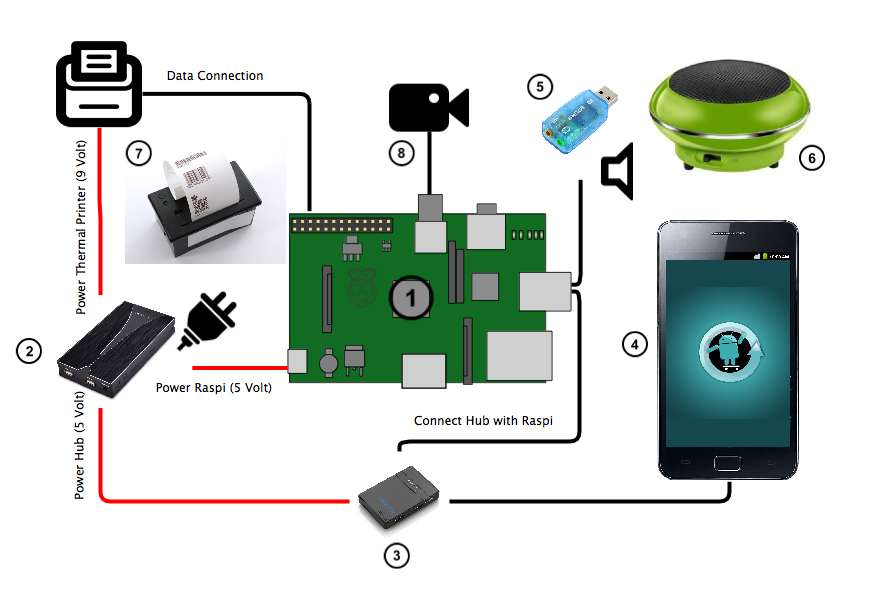 Data Connection
5
7
8
6
Power Thermal Printer (9 Volt)
1
2
4
Power Raspi (5 Volt)
Power Hub (5 Volt)
Connect Hub with Raspi
3